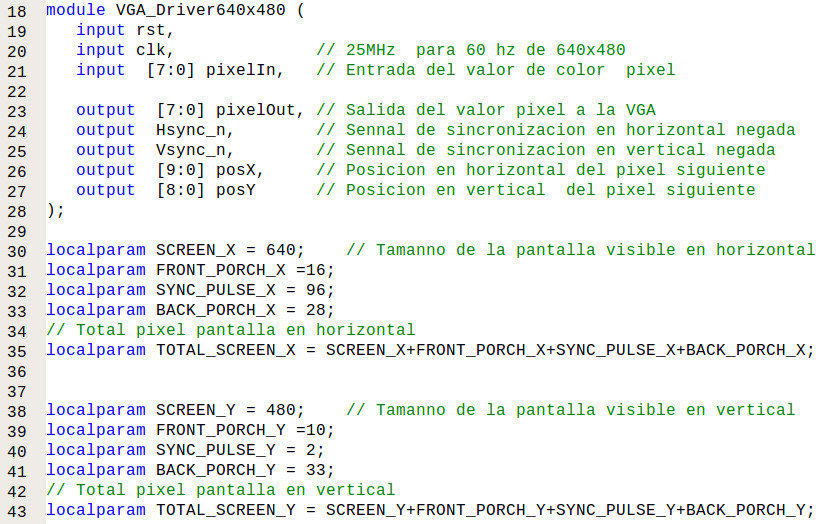 18 module VGA_Driver640x480 (
19    input rst,
20    input clk,              // 25MHz  para 60 hz de 640x480
21    input  [7:0] pixelIn,   // Entrada del valor de color  pixel
22
23    output  [7:0] pixelOut, // Salida del valor pixel a la VGA
24    output  Hsync_n,        // Sennal de sincronizacion en horizontal negada
25    output  Vsync_n,        // Sennal de sincronizacion en vertical negada
26    output  [9:0] posX,     // Posicion en horizontal del pixel siguiente
27    output  [8:0] posY      // Posicion en vertical  del pixel siguiente
28 );
29
30 localparam SCREEN_X = 640;    // Tamanno de la pantalla visible en horizontal
31 localparam FRONT_PORCH_X =16;
32 localparam SYNC_PULSE_X = 96;
33 localparam BACK_PORCH_X = 28;
34 // Total pixel pantalla en horizontal
35 localparam TOTAL_SCREEN_X = SCREEN_X+FRONT_PORCH_X+SYNC_PULSE_X+BACK_PORCH_X;
36
37
38 localparam SCREEN_Y = 480;    // Tamanno de la pantalla visible en vertical
39 localparam FRONT_PORCH_Y =10;
40 localparam SYNC_PULSE_Y = 2;
41 localparam BACK_PORCH_Y = 33;
42 // Total pixel pantalla en vertical
43 localparam TOTAL_SCREEN_Y = SCREEN_Y+FRONT_PORCH_Y+SYNC_PULSE_Y+BACK_PORCH_Y;